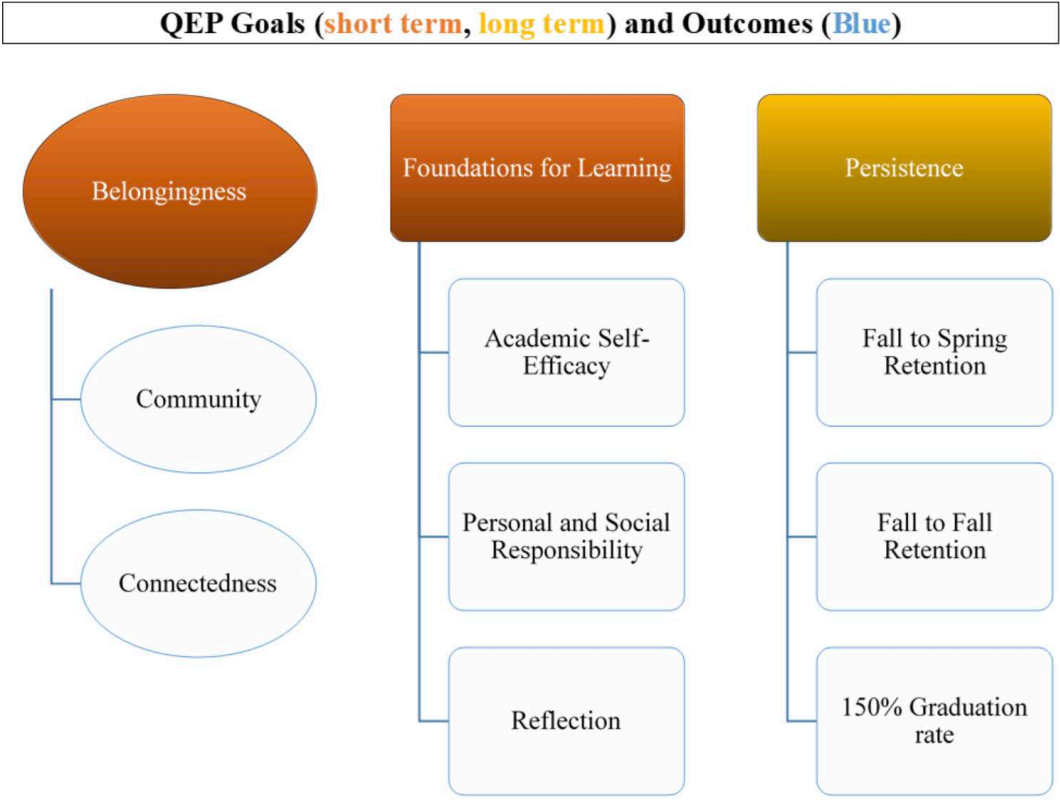 QEP Goals (short term, long term) and Outcomes (Blue)
Belongingness
Community
Connectedness
Foundations for Learning
Academic Self-
Efficacy
Personal and Social
Responsibility
Reflection
Persistence
Fall to Spring
Retention
Fall to Fall
Retention
150% Graduation
rate